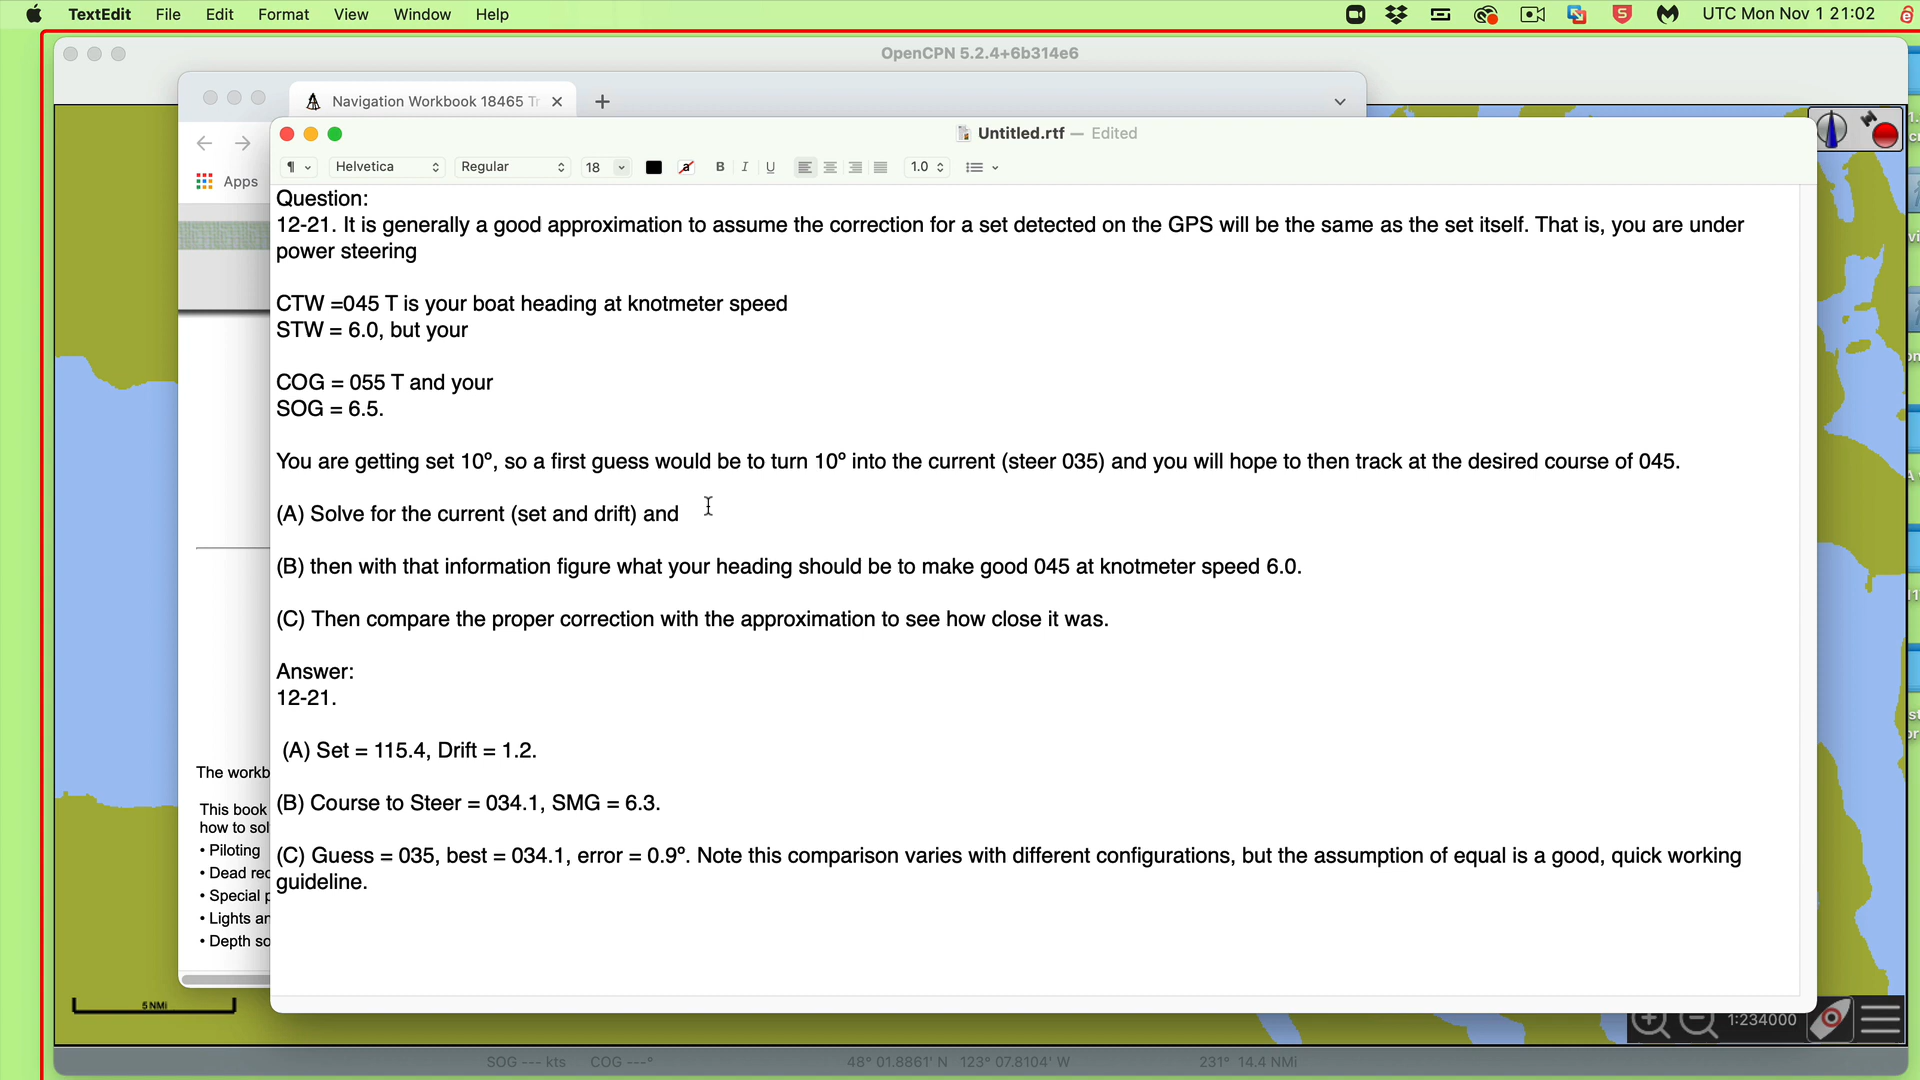 TextEdit File Edit Format View Window Help UTC Mon Nov 1 21:02
OpenCPN 5.2.4+6b314e6
Navigation Workbook 18465 Tr
Untitled.rtf — Edited
Helvetica Regular 18 B I U 1.0
Apps
Question:
12-21. It is generally a good approximation to assume the correction for a set detected on the GPS will be the same as the set itself. That is, you are under
power steering
CTW =045 T is your boat heading at knotmeter speed
STW = 6.0, but your
COG = 055 T and your
SOG = 6.5.
You are getting set 10º, so a first guess would be to turn 10º into the current (steer 035) and you will hope to then track at the desired course of 045.
(A) Solve for the current (set and drift) and
(B) then with that information figure what your heading should be to make good 045 at knotmeter speed 6.0.
(C) Then compare the proper correction with the approximation to see how close it was.
Answer:
12-21.
(A) Set = 115.4, Drift = 1.2.
(B) Course to Steer = 034.1, SMG = 6.3.
(C) Guess = 035, best = 034.1, error = 0.9º. Note this comparison varies with different configurations, but the assumption of equal is a good, quick working
guideline.
The workb
This book
how to sol
• Piloting
• Dead rec
• Special p
• Lights an
• Depth so
5 NMi
1:234000
SOG --- kts COG ---° 48° 01.8861' N 123° 07.8104' W 231° 14.4 NMi